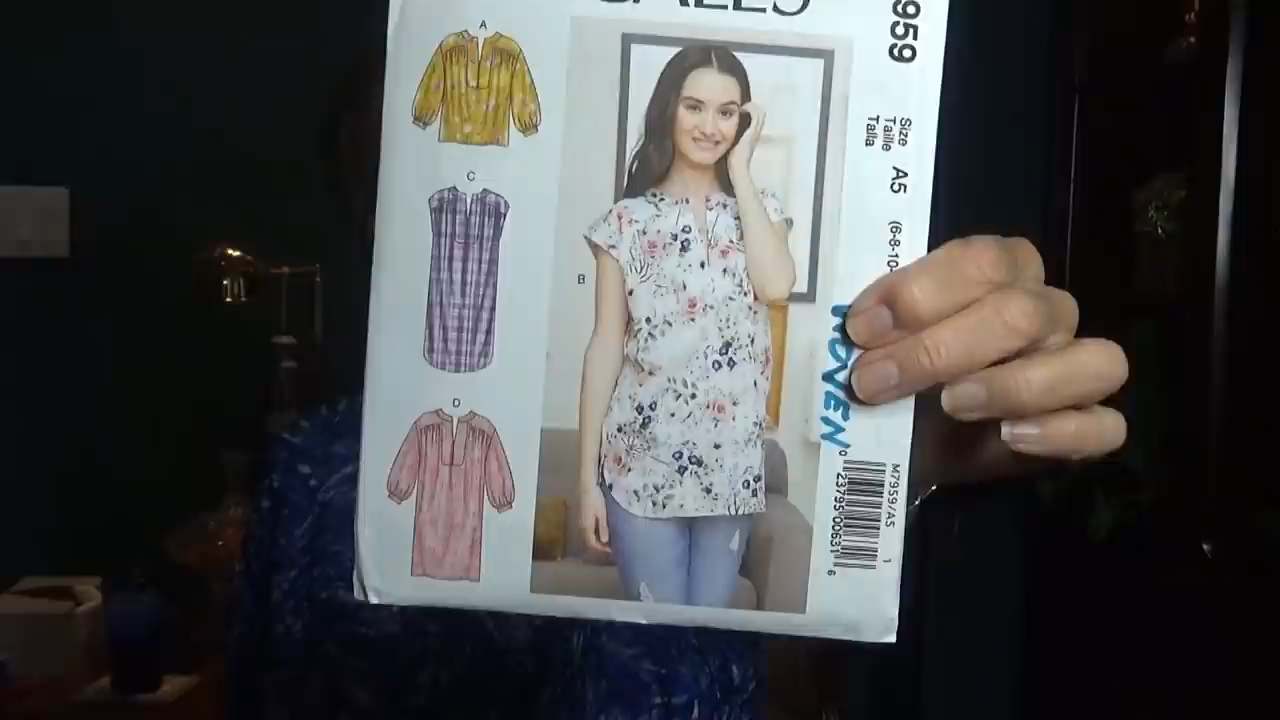 A
C
B
D
959
Size
Taille
Talla
A5
(6-8-10-
WOVEN
M7959/A5
0
23795 00631
6
1